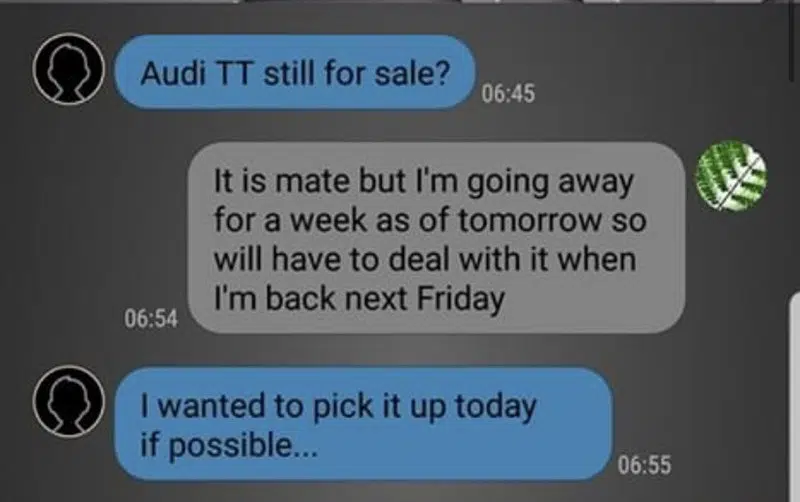 Audi TT still for sale?
06:45
It is mate but I'm going away
for a week as of tomorrow so
will have to deal with it when
I'm back next Friday
06:54
I wanted to pick it up today
if possible...
06:55